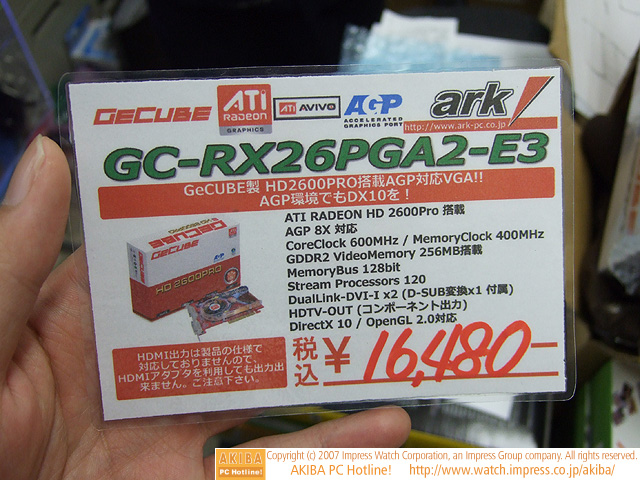 GeCUBE
ATI
RADEON
GRAPHICS
ATI AVIVO
AGP
ACCELERATED
GRAPHICS PORT
ark
http://www.ark-pc.co.jp
GC-RX26PGA2-E3
GeCUBE製 HD2600PRO搭載AGP対応VGA!!
AGP環境でもDX10を!
ATI RADEON HD 2600Pro 搭載
AGP 8X 対応
CoreClock 600MHz / MemoryClock 400MHz
GDDR2 VideoMemory 256MB搭載
MemoryBus 128bit
Stream Processors 120
DualLink-DVI-I x2 (D-SUB変換x1 付属)
HDTV-OUT (コンポーネント出力)
DirectX 10 / OpenGL 2.0対応
GeCUBE
GeCUBE
AGP
HD 2600PRO
HDMI出力は製品の仕様で
対応しておりませんので、
HDMIアダプタを利用しても出力出
来ません。ご注意下さい。
税込 ¥16,480-
AKIBA
PC Hotline!
Copyright (c) 2007 Impress Watch Corporation, an Impress Group company. All rights reserved.
AKIBA PC Hotline! http://www.watch.impress.co.jp/akiba/